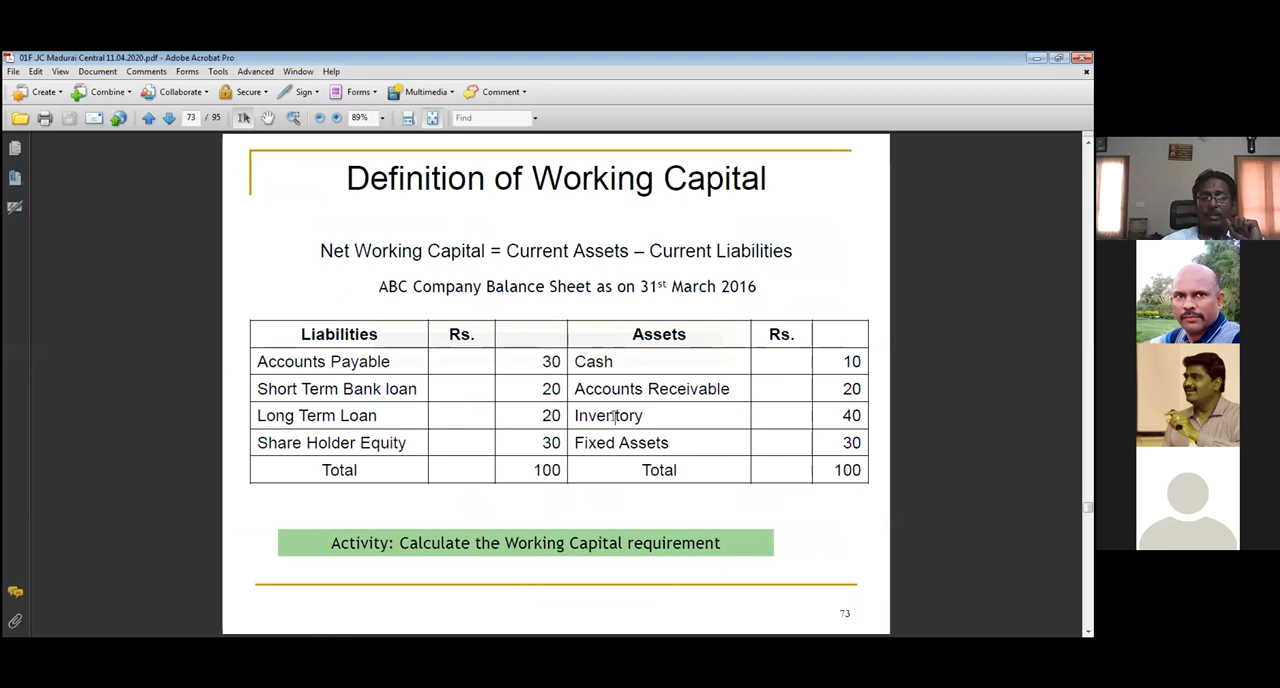 01F JC Madurai Central 11.04.2020.pdf - Adobe Acrobat Pro
File Edit View Document Comments Forms Tools Advanced Window Help
Create Combine Collaborate Secure Sign Forms Multimedia Comment
73 / 95 89% Find
Definition of Working Capital
Net Working Capital = Current Assets – Current Liabilities
ABC Company Balance Sheet as on 31st March 2016
Liabilities Rs. Assets Rs.
Accounts Payable 30 Cash 10
Short Term Bank loan 20 Accounts Receivable 20
Long Term Loan 20 Inventory 40
Share Holder Equity 30 Fixed Assets 30
Total 100 Total 100
Activity: Calculate the Working Capital requirement
73